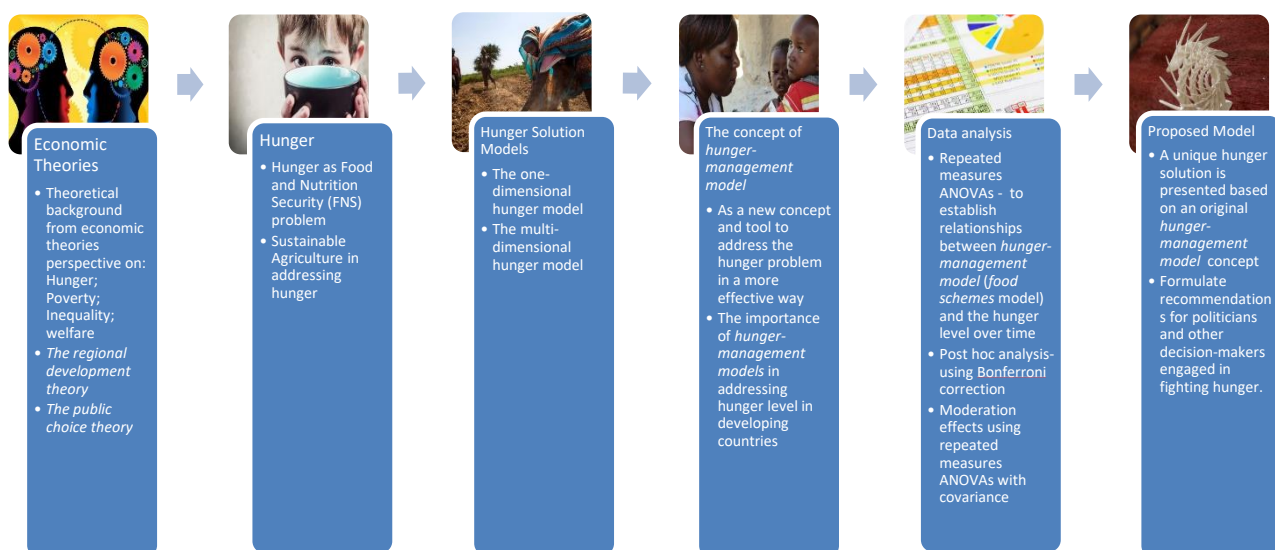 Economic
Theories
• Theoretical
background
from economic
theories
perspective on:
Hunger;
Poverty;
Inequality;
welfare
• The regional
development
theory
• The public
choice theory
Hunger
• Hunger as Food
and Nutrition
Security (FNS)
problem
• Sustainable
Agriculture in
addressing
hunger
Hunger Solution
Models
• The one-
dimensional
hunger model
• The multi-
dimensional
hunger model
The concept of
hunger-
management
model
• As a new concept
and tool to
address the
hunger problem
in a more
effective way
• The importance
of hunger-
management
models in
addressing
hunger level in
developing
countries
Data analysis
• Repeated
measures
ANOVAs - to
establish
relationships
between hunger-
management
model (food
schemes model)
and the hunger
level over time
• Post hoc analysis-
using Bonferroni
correction
• Moderation
effects using
repeated
measures
ANOVAs with
covariance
Proposed Model
• A unique hunger
solution is
presented based
on an original
hunger-
management
model concept
• Formulate
recommendation
s for politicians
and other
decision-makers
engaged in
fighting hunger.